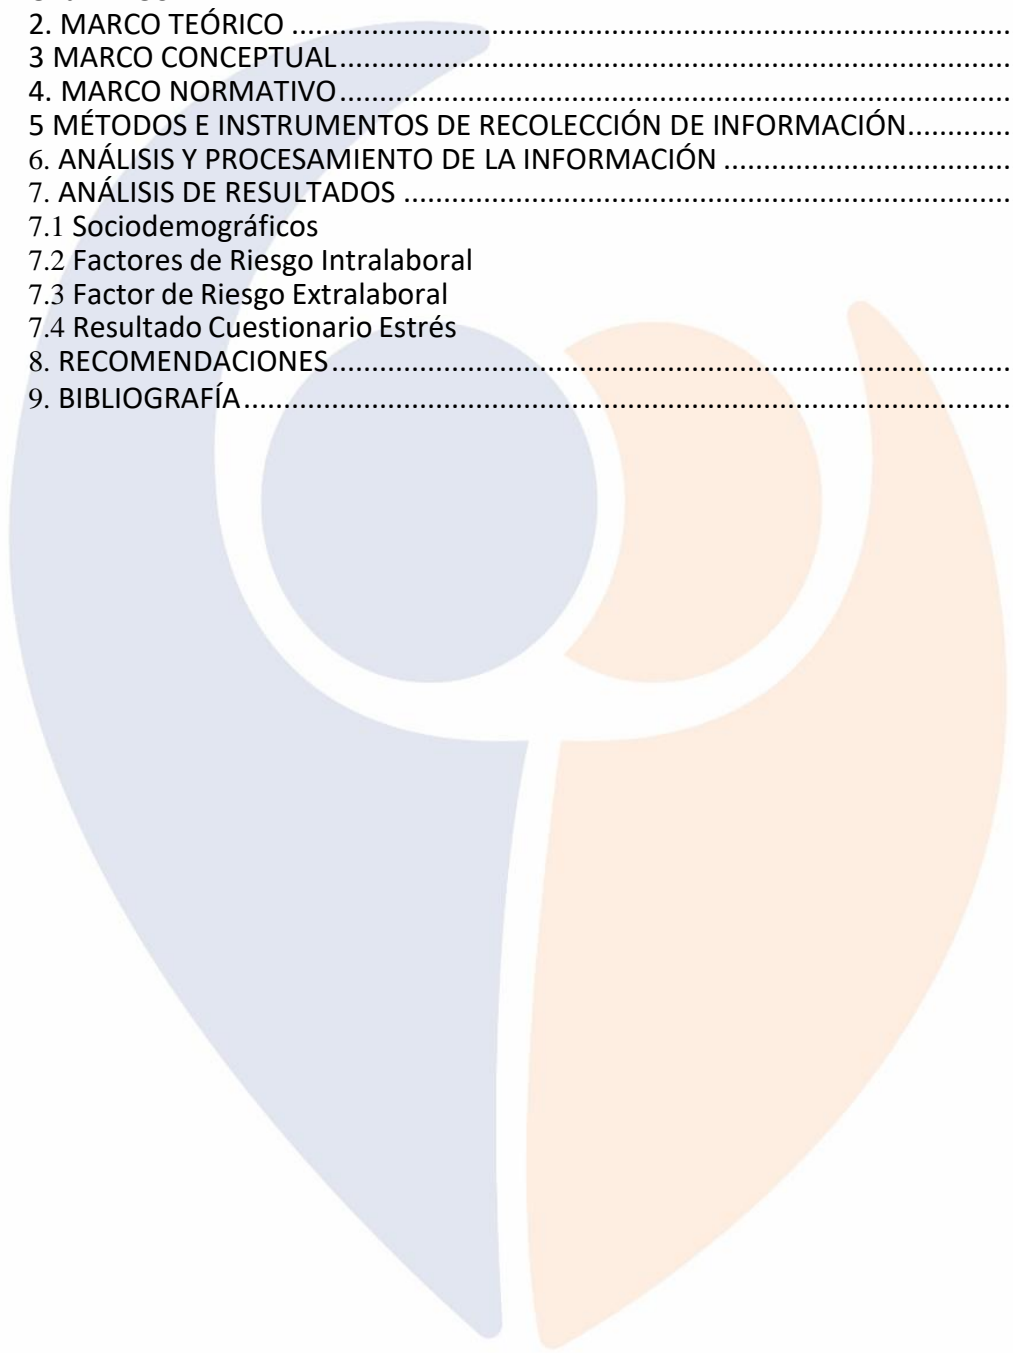 2. MARCO TEÓRICO ........................................................................................
3 MARCO CONCEPTUAL...................................................................................
4. MARCO NORMATIVO...................................................................................
5 MÉTODOS E INSTRUMENTOS DE RECOLECCIÓN DE INFORMACIÓN............
6. ANÁLISIS Y PROCESAMIENTO DE LA INFORMACIÓN ...................................
7. ANÁLISIS DE RESULTADOS ..........................................................................
7.1 Sociodemográficos
7.2 Factores de Riesgo Intralaboral
7.3 Factor de Riesgo Extralaboral
7.4 Resultado Cuestionario Estrés
8. RECOMENDACIONES....................................................................................
9. BIBLIOGRAFÍA...............................................................................................